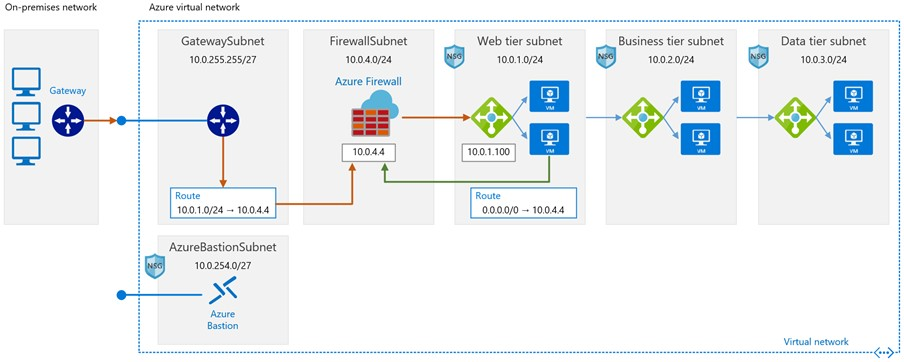 On-premises network
Azure virtual network
Gateway
GatewaySubnet
10.0.255.255/27
Route
10.0.1.0/24 → 10.0.4.4
FirewallSubnet
10.0.4.0/24
Azure Firewall
10.0.4.4
NSG
Web tier subnet
10.0.1.0/24
VM
VM
10.0.1.100
Route
0.0.0.0/0 → 10.0.4.4
NSG
Business tier subnet
10.0.2.0/24
VM
VM
Data tier subnet
10.0.3.0/24
VM
VM
NSG
AzureBastionSubnet
10.0.254.0/27
Azure
Bastion
Virtual network